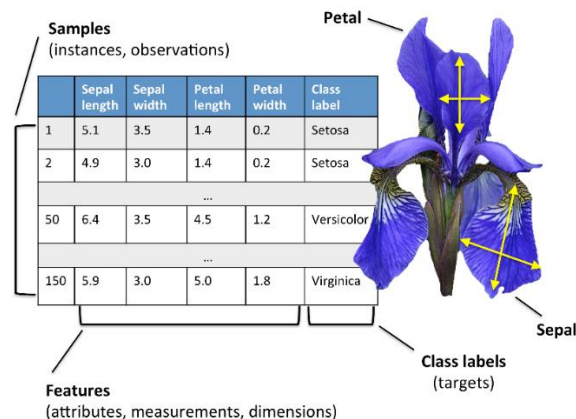 Samples
(instances, observations)
Petal
Sepal length Sepal width Petal length Petal width Class label
1 5.1 3.5 1.4 0.2 Setosa
2 4.9 3.0 1.4 0.2 Setosa
...
50 6.4 3.5 4.5 1.2 Versicolor
...
150 5.9 3.0 5.0 1.8 Virginica
Sepal
Class labels
(targets)
Features
(attributes, measurements, dimensions)